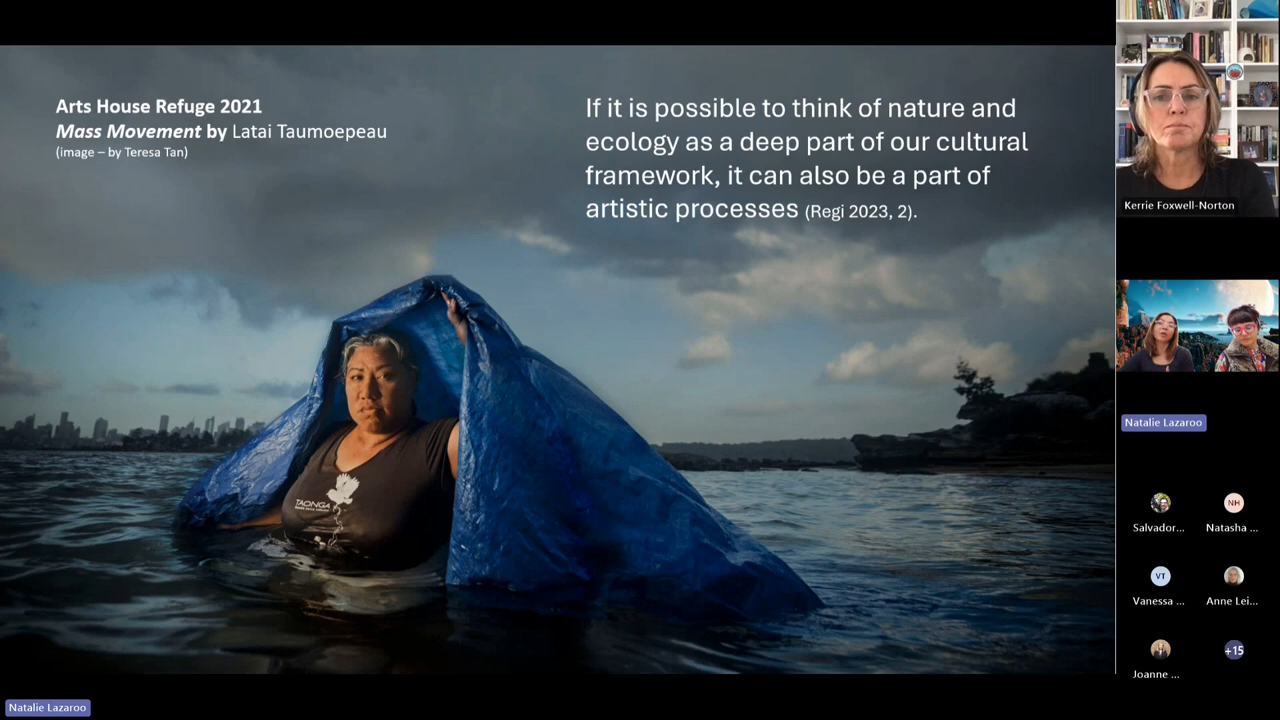 Arts House Refuge 2021
Mass Movement by Latai Taumoepeau
(image – by Teresa Tan)
If it is possible to think of nature and
ecology as a deep part of our cultural
framework, it can also be a part of
artistic processes (Regi 2023, 2).
TAONGA
Kerrie Foxwell-Norton
Natalie Lazaroo
Salvador...
NH
Natasha ...
VT
Vanessa ...
Anne Lei...
Joanne ...
+15
Natalie Lazaroo